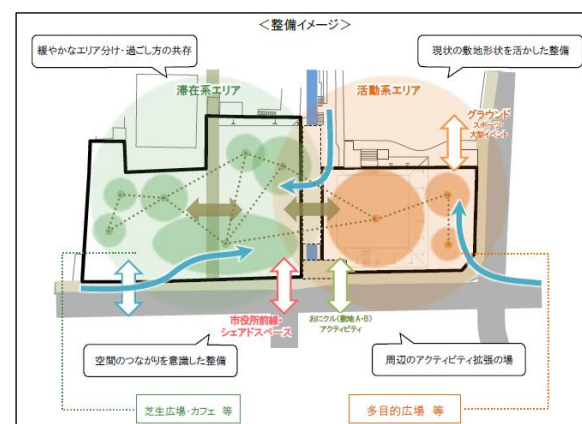 ＜整備イメージ＞
緩やかなエリア分け・過ごし方の共存
現状の敷地形状を活かした整備
滞在系エリア
活動系エリア
グラウンド
スポーツ
大型イベント
市役所前線・
シェアドスペース
おにクル(敷地A・B)
アクティビティ
空間のつながりを意識した整備
周辺のアクティビティ拡張の場
芝生広場・カフェ 等
多目的広場 等